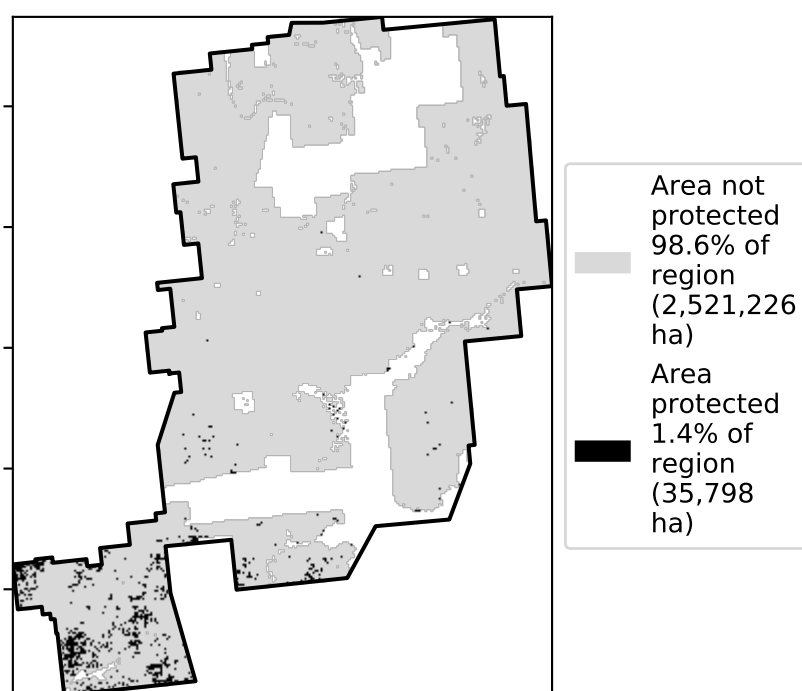 Area not
protected
98.6% of
region
(2,521,226
ha)
Area
protected
1.4% of
region
(35,798
ha)